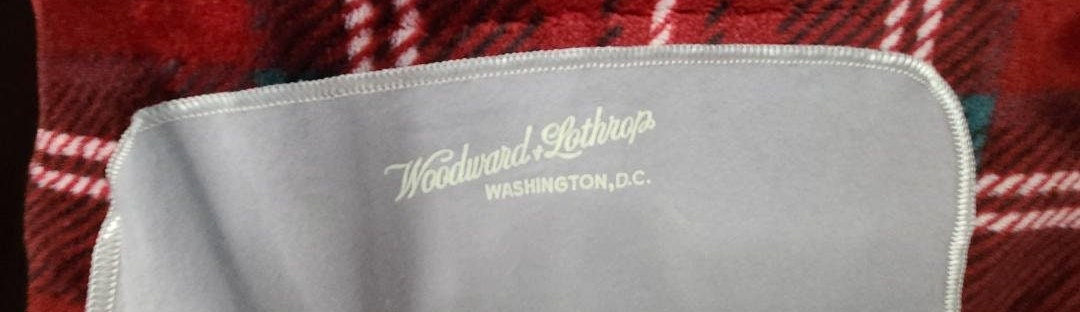 Woodward + Lothrop
WASHINGTON, D.C.